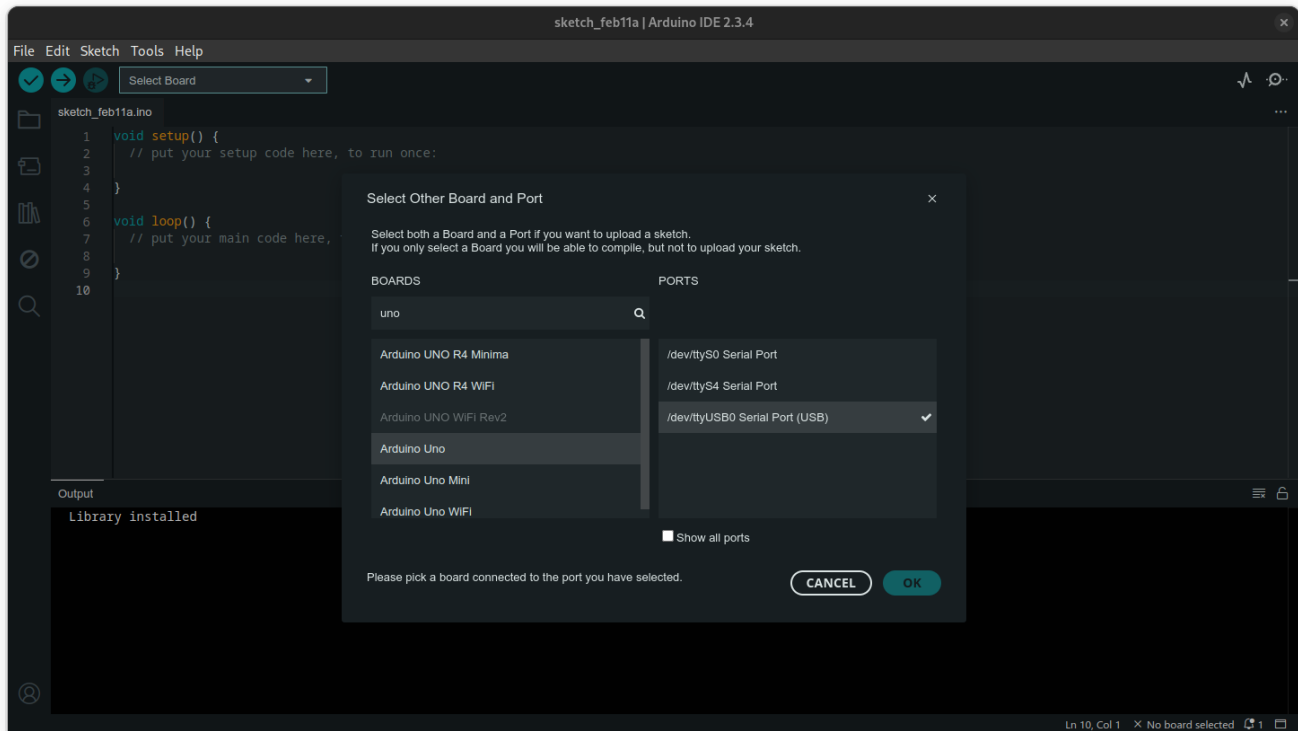 sketch_feb11a | Arduino IDE 2.3.4
File Edit Sketch Tools Help
Select Board
sketch_feb11a.ino
1 void setup() {
2 // put your setup code here, to run once:
3
4 }
5
6 void loop() {
7 // put your main code here,
8
9 }
10
Select Other Board and Port
Select both a Board and a Port if you want to upload a sketch.
If you only select a Board you will be able to compile, but not to upload your sketch.
BOARDS
uno
Arduino UNO R4 Minima
Arduino UNO R4 WiFi
Arduino UNO WiFi Rev2
Arduino Uno
Arduino Uno Mini
Arduino Uno WiFi
PORTS
/dev/ttyS0 Serial Port
/dev/ttyS4 Serial Port
/dev/ttyUSB0 Serial Port (USB)
Show all ports
Please pick a board connected to the port you have selected.
CANCEL
OK
Output
Library installed
Ln 10, Col 1 × No board selected 1